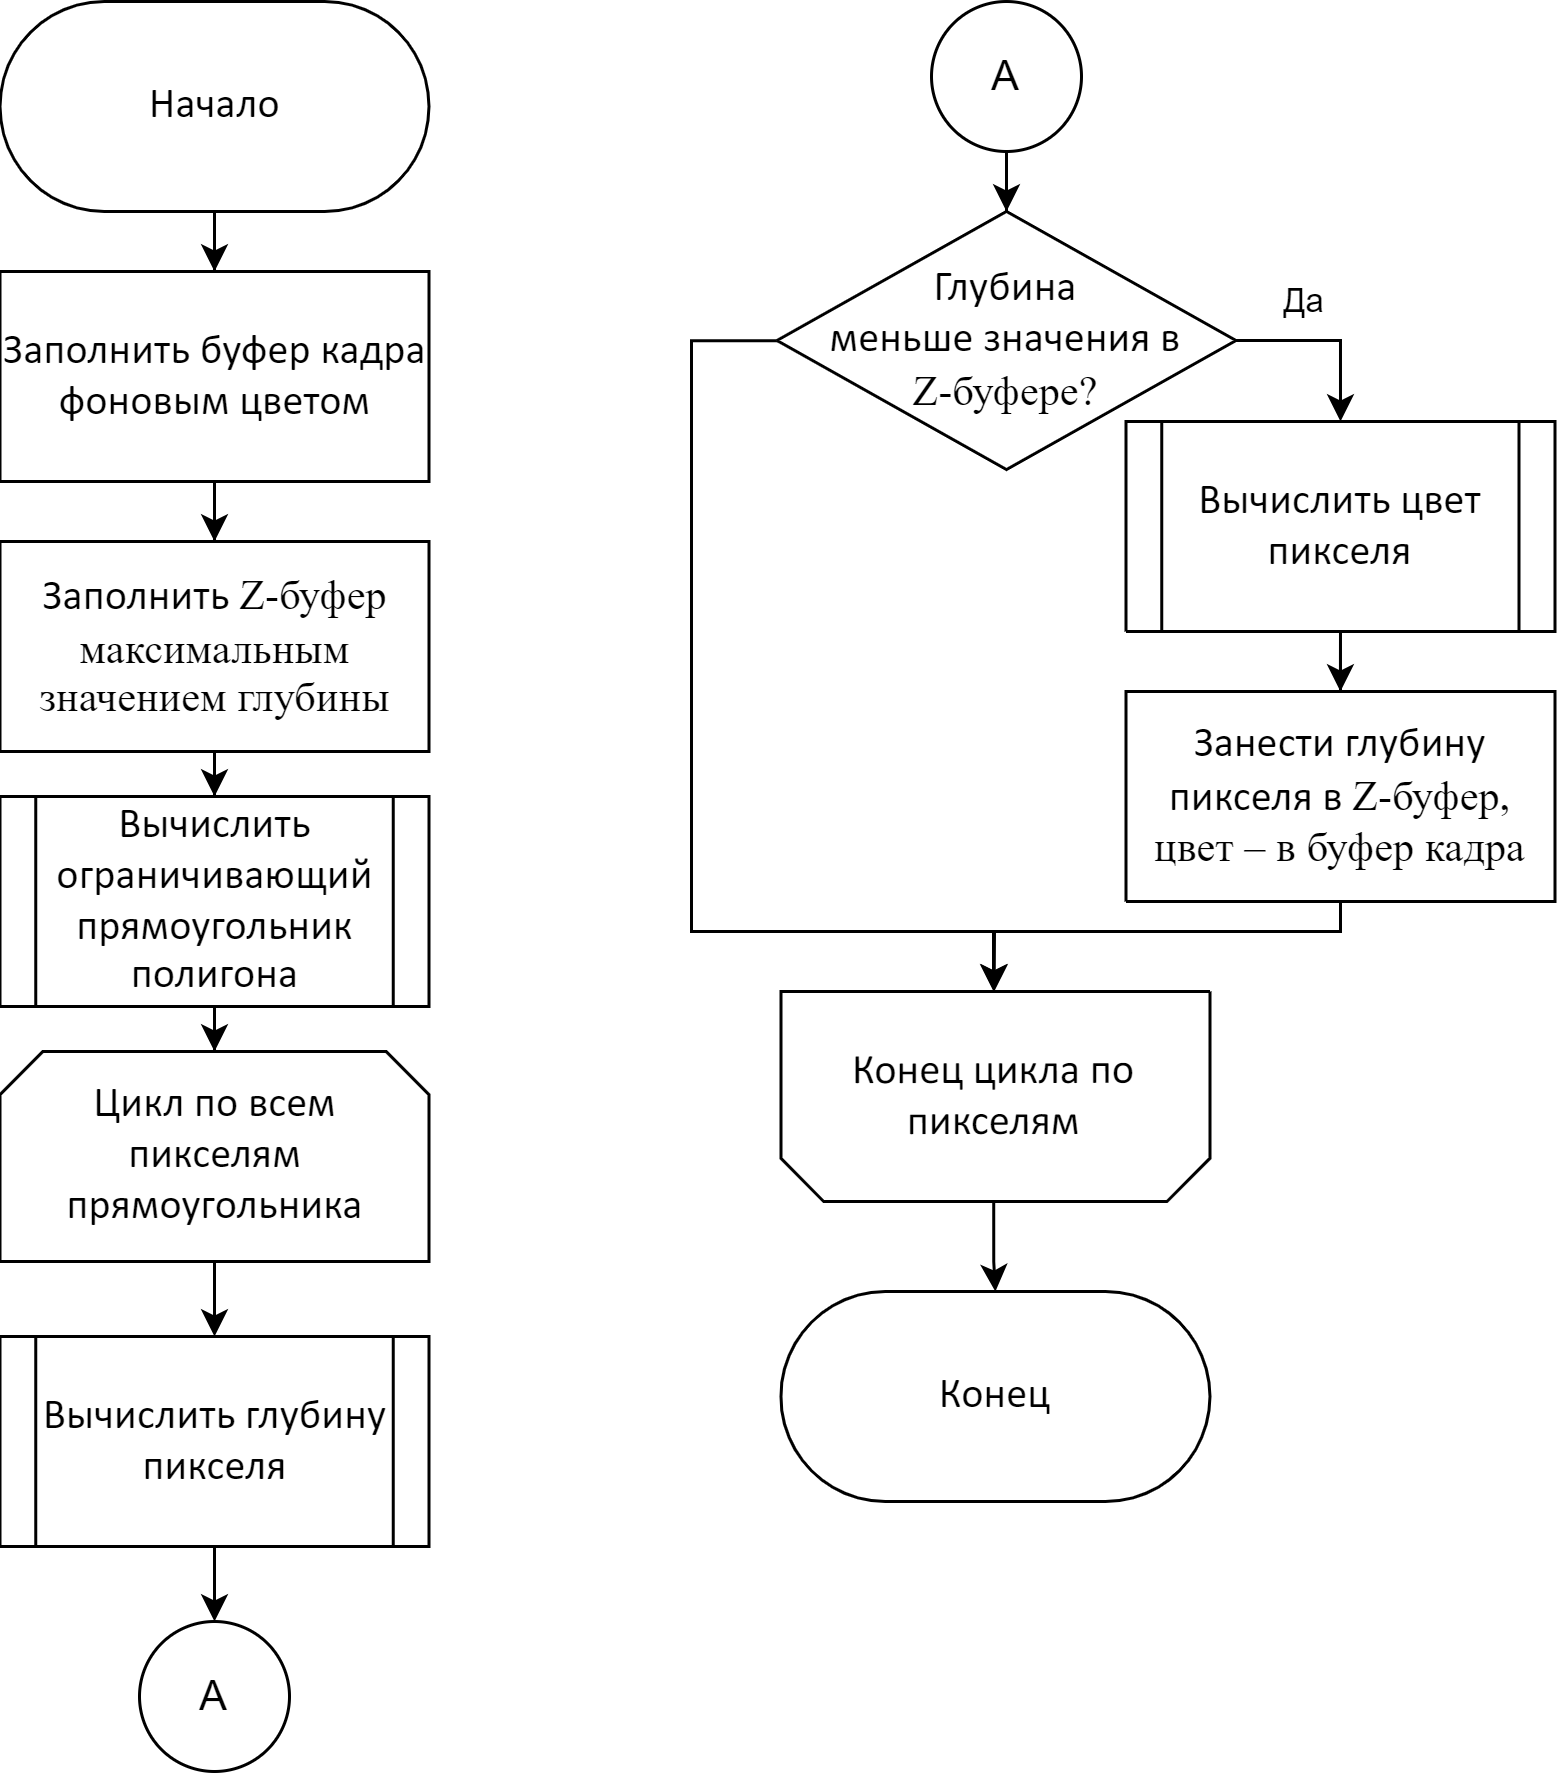 Начало
Заполнить буфер кадра
фоновым цветом
Заполнить Z-буфер
максимальным
значением глубины
Вычислить
ограничивающий
прямоугольник
полигона
Цикл по всем
пикселям
прямоугольника
Вычислить глубину
пикселя
А
А
Глубина
меньше значения в
Z-буфере?
Да
Вычислить цвет
пикселя
Занести глубину
пикселя в Z-буфер,
цвет – в буфер кадра
Конец цикла по
пикселям
Конец